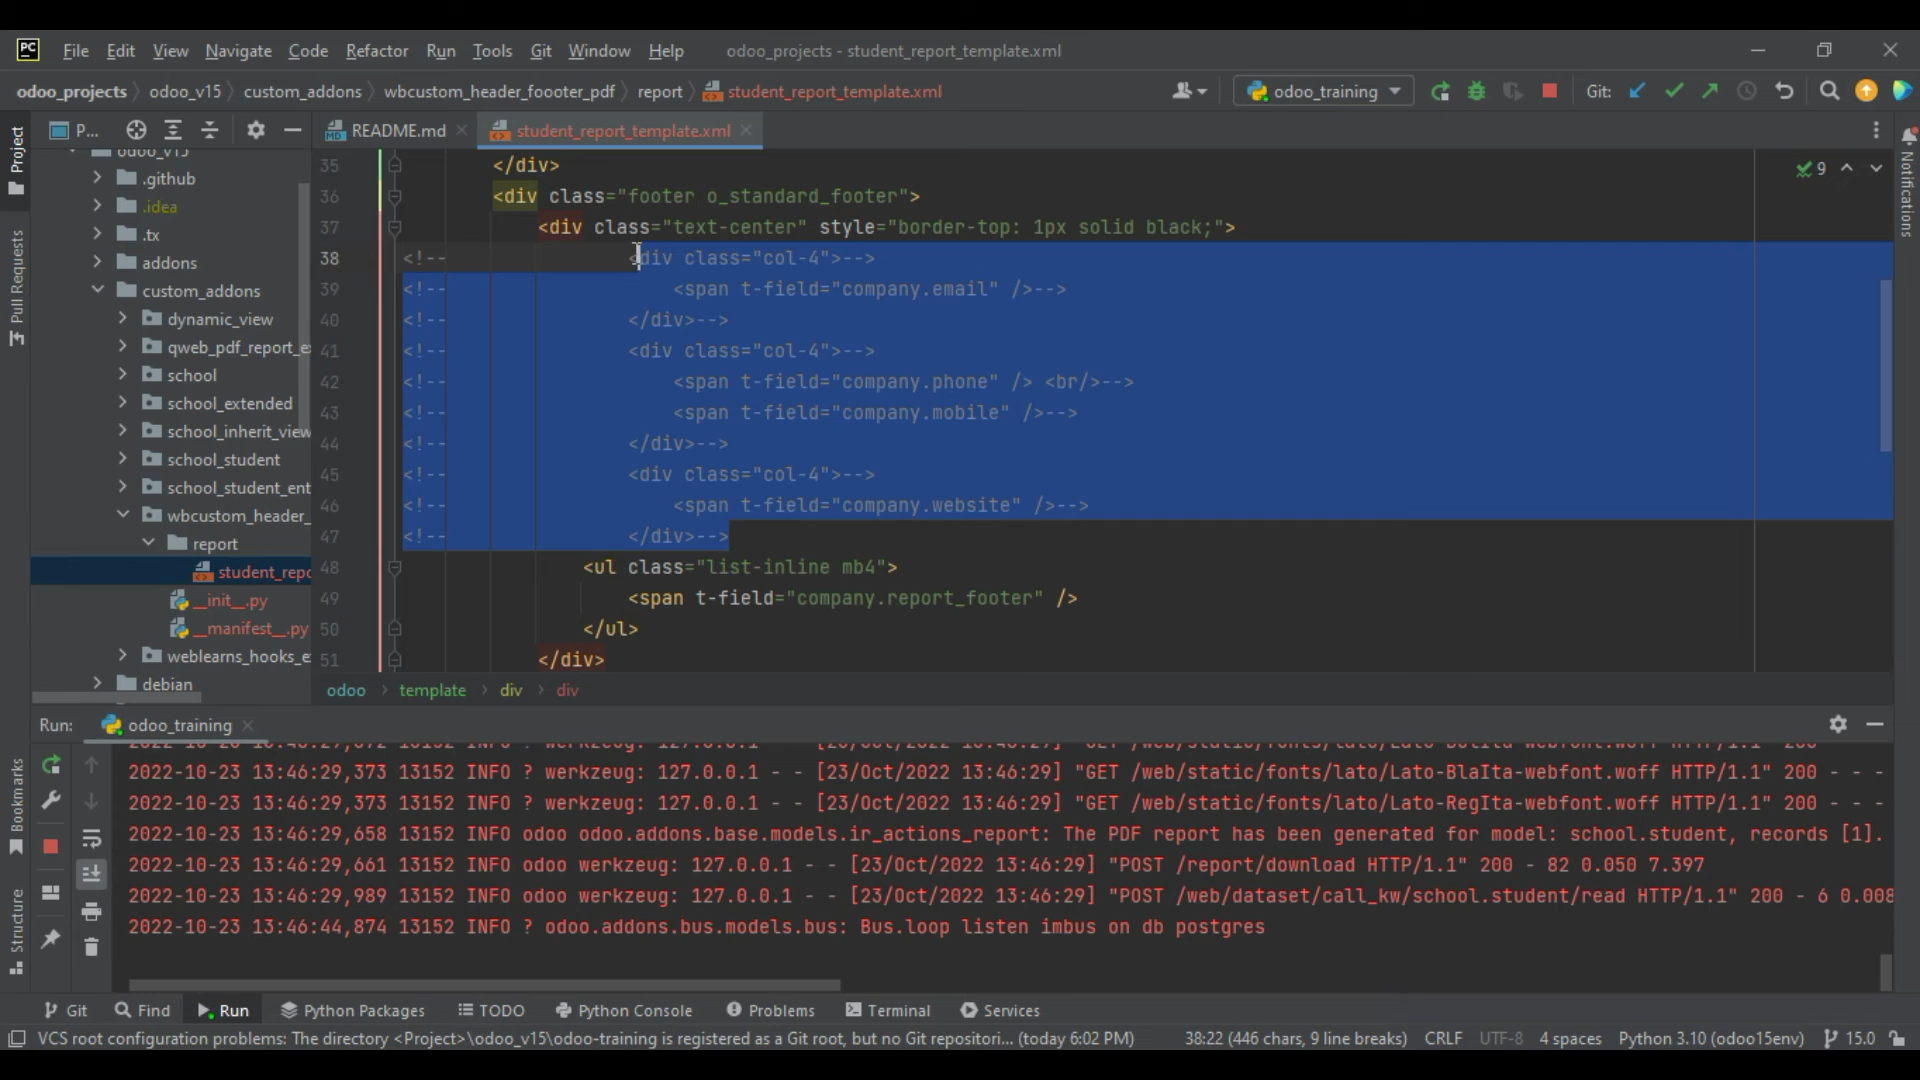 PC File Edit View Navigate Code Refactor Run Tools Git Window Help odoo_projects - student_report_template.xml
odoo_projects odoo_v15 custom_addons wbcustom_header_foooter_pdf report student_report_template.xml odoo_training Git:
Project P... README.md student_report_template.xml
odoo_v15
.github
.idea
.tx
addons
custom_addons
dynamic_view
qweb_pdf_report_e
school
school_extended
school_inherit_view
school_student
school_student_ent
wbcustom_header_
report
student_repo
__init__.py
__manifest__.py
weblearns_hooks_e
debian
Pull Requests
Notifications
9
35 </div>
36 <div class="footer o_standard_footer">
37 <div class="text-center" style="border-top: 1px solid black;">
38 <!-- <div class="col-4">-->
39 <!-- <span t-field="company.email" />-->
40 <!-- </div>-->
41 <!-- <div class="col-4">-->
42 <!-- <span t-field="company.phone" /> <br/>-->
43 <!-- <span t-field="company.mobile" />-->
44 <!-- </div>-->
45 <!-- <div class="col-4">-->
46 <!-- <span t-field="company.website" />-->
47 <!-- </div>-->
48 <ul class="list-inline mb4">
49 <span t-field="company.report_footer" />
50 </ul>
51 </div>
odoo template div div
Run: odoo_training
Bookmarks
Structure
2022-10-23 13:46:29,373 13152 INFO ? werkzeug: 127.0.0.1 - - [23/Oct/2022 13:46:29] "GET /web/static/fonts/lato/Lato-BlaIta-webfont.woff HTTP/1.1" 200 - - -
2022-10-23 13:46:29,373 13152 INFO ? werkzeug: 127.0.0.1 - - [23/Oct/2022 13:46:29] "GET /web/static/fonts/lato/Lato-RegIta-webfont.woff HTTP/1.1" 200 - - -
2022-10-23 13:46:29,658 13152 INFO odoo odoo.addons.base.models.ir_actions_report: The PDF report has been generated for model: school.student, records [1].
2022-10-23 13:46:29,661 13152 INFO odoo werkzeug: 127.0.0.1 - - [23/Oct/2022 13:46:29] "POST /report/download HTTP/1.1" 200 - 82 0.050 7.397
2022-10-23 13:46:29,989 13152 INFO odoo werkzeug: 127.0.0.1 - - [23/Oct/2022 13:46:29] "POST /web/dataset/call_kw/school.student/read HTTP/1.1" 200 - 6 0.008
2022-10-23 13:46:44,874 13152 INFO ? odoo.addons.bus.models.bus: Bus.loop listen imbus on db postgres
Git Find Run Python Packages TODO Python Console Problems Terminal Services
VCS root configuration problems: The directory <Project>\odoo_v15\odoo-training is registered as a Git root, but no Git repositori... (today 6:02 PM) 38:22 (446 chars, 9 line breaks) CRLF UTF-8 4 spaces Python 3.10 (odoo15env) 15.0